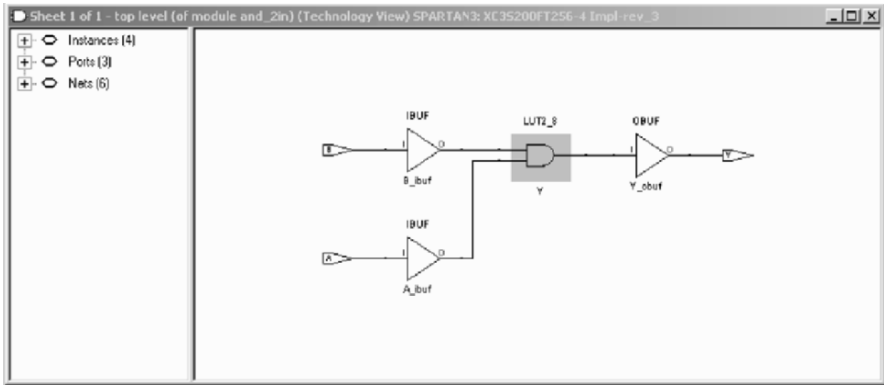 Sheet 1 of 1 - top level (of module and_2in) (Technology View) SPARTAN3: XC3S200FT256-4 Impl-rev_3
Instances (4)
Ports (3)
Nets (6)
IBUF
LUT2_8
OBUF
B
I
O
I
O
Y
B_ibuf
Y
Y_obuf
IBUF
A
I
O
A_ibuf